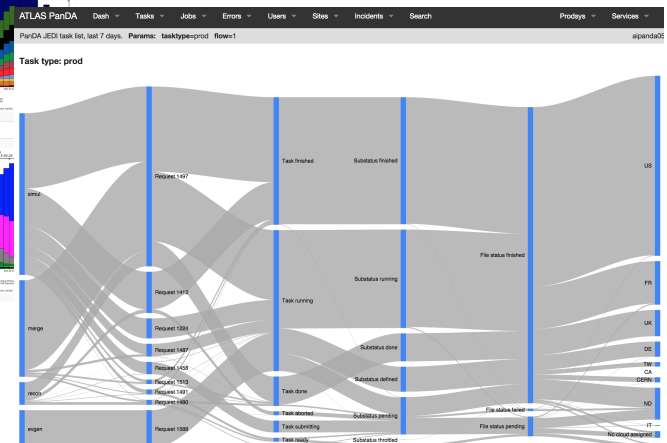 ATLAS PanDA Dash Tasks Jobs Errors Users Sites Incidents Search Prodsys Services
PanDA JEDI task list, last 7 days. Params: tasktype=prod flow=1 aipanda05
Task type: prod
simul
merge
recon
evgen
Request 1497
Request 1413
Request 1224
Request 1487
Request 1458
Request 1513
Request 1491
Request 1480
Request 1588
Task finished
Task running
Task done
Task aborted
Task submitting
Task ready
Substatus finished
Substatus running
Substatus done
Substatus defined
Substatus pending
Substatus throttled
File status finished
File status failed
File status pending
US
FR
UK
DE
TW
CA
CERN
ND
IT
No cloud assigned